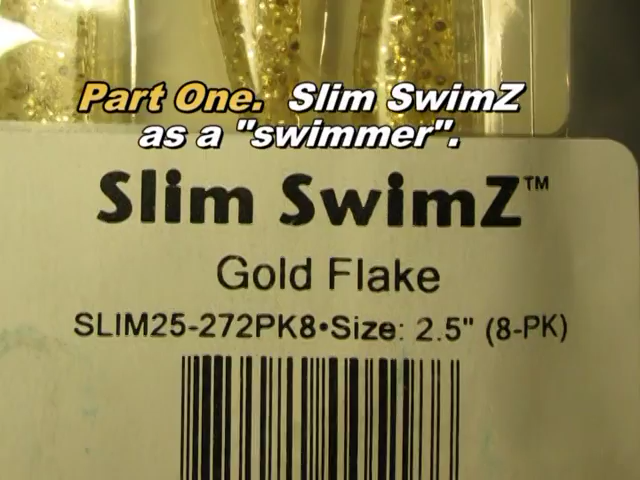 Part One. Slim SwimZ
as a "swimmer".
Slim SwimZ™
Gold Flake
SLIM25-272PK8•Size: 2.5" (8-PK)